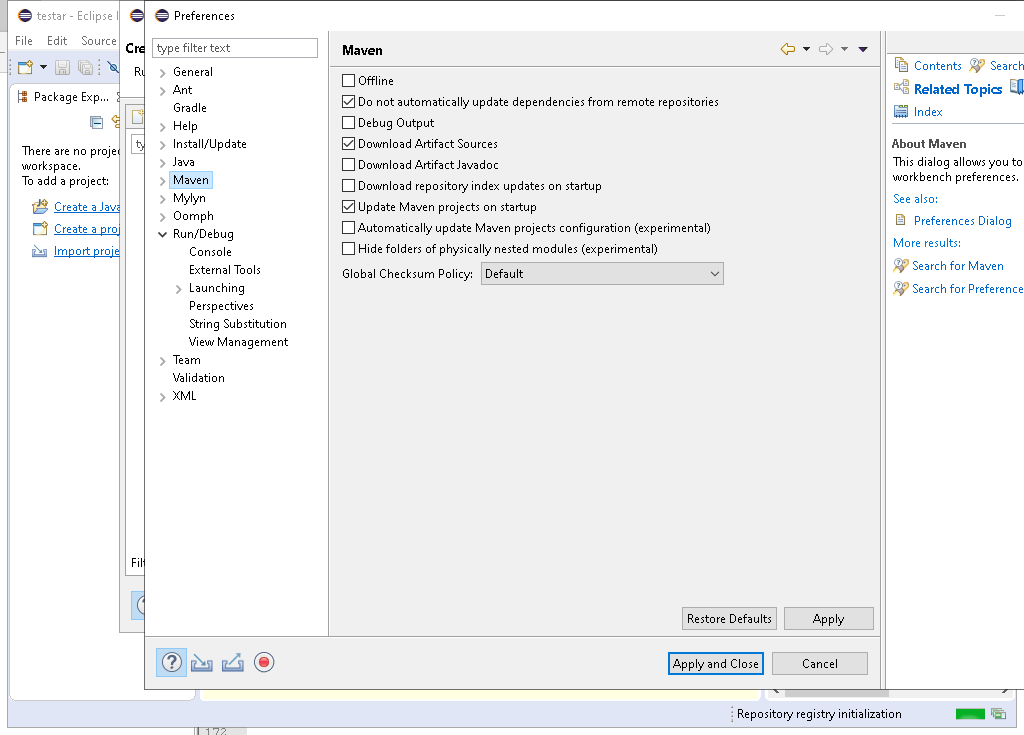 testar - Eclipse
File Edit Source
Package Exp...
There are no
workspace.
To add a project:
Create a Java
Create a
Import
Cre
Ru
ty
Filt
Preferences
type filter text
General
Ant
Gradle
Help
Install/Update
Java
Maven
Mylyn
Oomph
Run/Debug
Console
External Tools
Launching
Perspectives
String Substitution
View Management
Team
Validation
XML
Maven
Offline
Do not automatically update dependencies from remote repositories
Debug Output
Download Artifact Sources
Download Artifact Javadoc
Download repository index updates on startup
Update Maven projects on startup
Automatically update Maven projects configuration (experimental)
Hide folders of physically nested modules (experimental)
Global Checksum Policy: Default
Restore Defaults Apply
? Apply and Close Cancel
Contents Search
Related Topics
Index
About Maven
This dialog allows you to
workbench preferences.
See also:
Preferences Dialog
More results:
Search for Maven
Search for Preference
Repository registry initialization
172